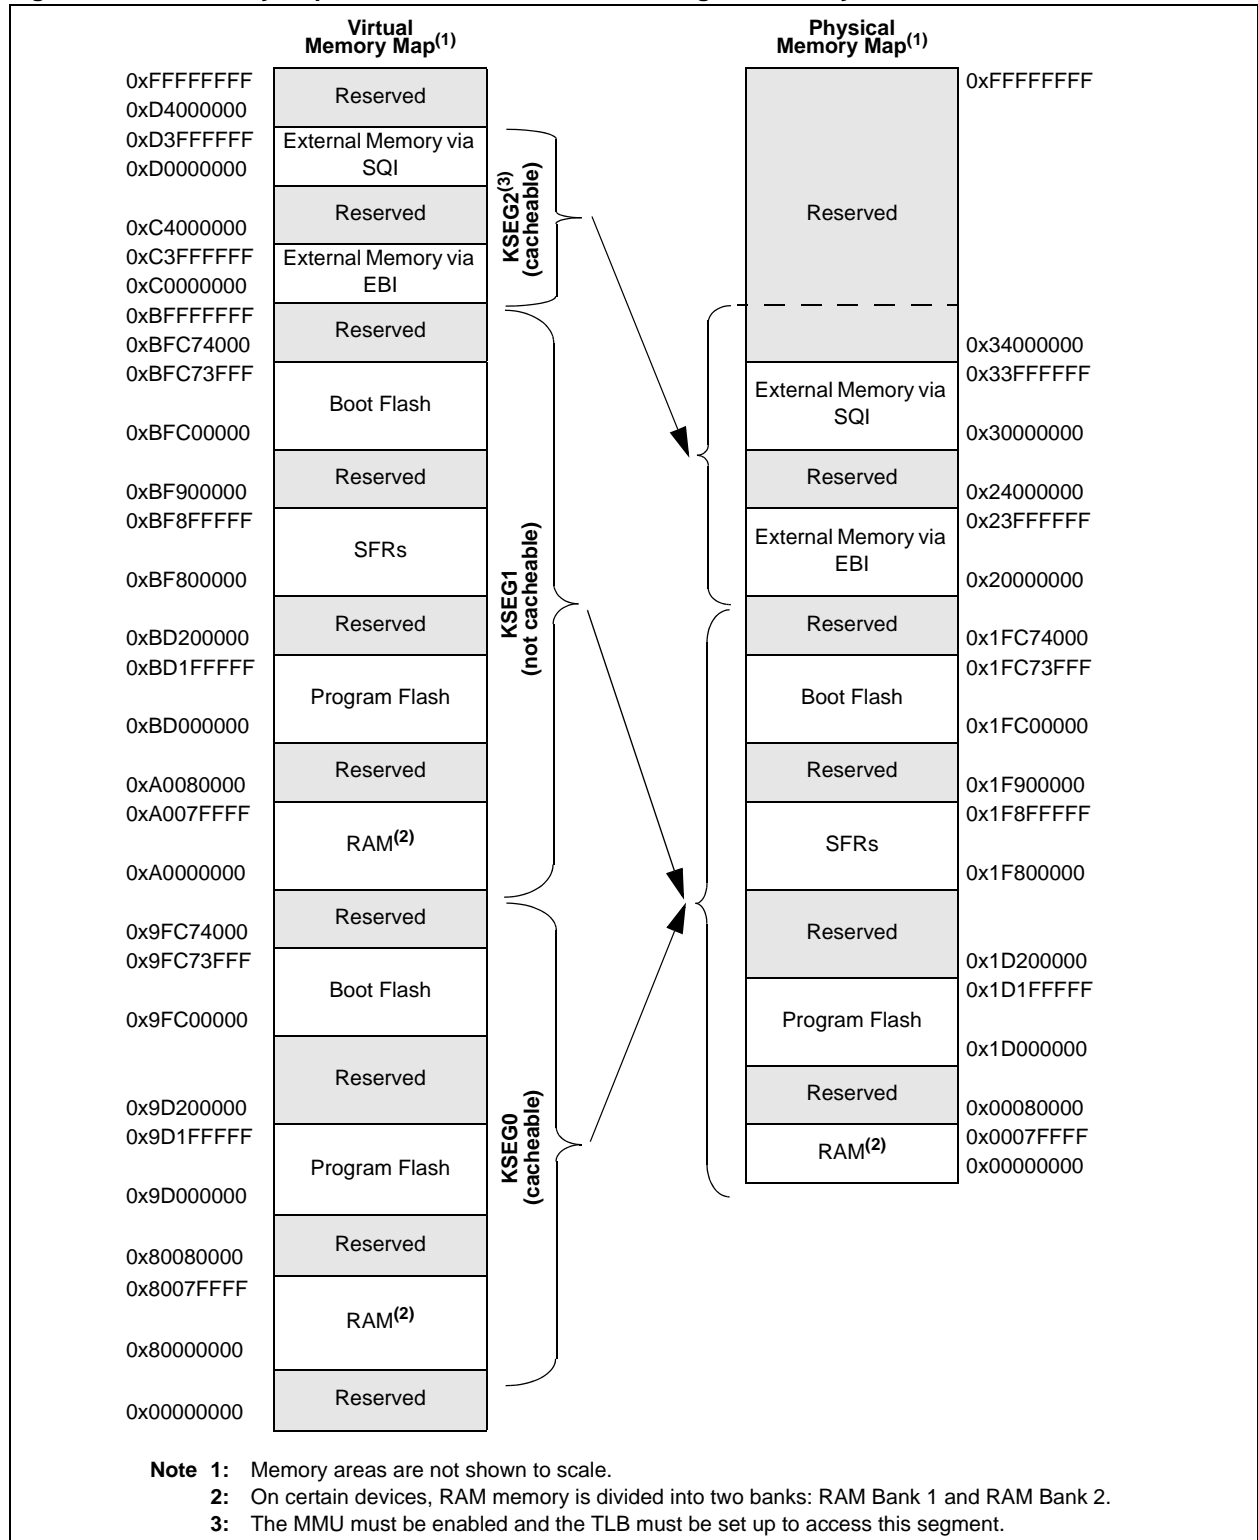 Virtual
Memory Map(1)
0xFFFFFFFF
Reserved
0xD4000000
0xD3FFFFFF
External Memory via
SQI
0xD0000000
Reserved
0xC4000000
0xC3FFFFFF
External Memory via
EBI
0xC0000000
0xBFFFFFFF
Reserved
0xBFC74000
0xBFC73FFF
Boot Flash
0xBFC00000
Reserved
0xBF900000
0xBF8FFFFF
SFRs
0xBF800000
Reserved
0xBD200000
0xBD1FFFFF
Program Flash
0xBD000000
Reserved
0xA0080000
0xA007FFFF
RAM(2)
0xA0000000
Reserved
0x9FC74000
0x9FC73FFF
Boot Flash
0x9FC00000
Reserved
0x9D200000
0x9D1FFFFF
Program Flash
0x9D000000
Reserved
0x80080000
0x8007FFFF
RAM(2)
0x80000000
Reserved
0x00000000
KSEG2(3)
(cacheable)
KSEG1
(not cacheable)
KSEG0
(cacheable)
Physical
Memory Map(1)
0xFFFFFFFF
Reserved
0x34000000
0x33FFFFFF
External Memory via
SQI
0x30000000
Reserved
0x24000000
0x23FFFFFF
External Memory via
EBI
0x20000000
Reserved
0x1FC74000
0x1FC73FFF
Boot Flash
0x1FC00000
Reserved
0x1F900000
0x1F8FFFFF
SFRs
0x1F800000
Reserved
0x1D200000
0x1D1FFFFF
Program Flash
0x1D000000
Reserved
0x00080000
0x0007FFFF
RAM(2)
0x00000000
Note 1: Memory areas are not shown to scale.
2: On certain devices, RAM memory is divided into two banks: RAM Bank 1 and RAM Bank 2.
3: The MMU must be enabled and the TLB must be set up to access this segment.